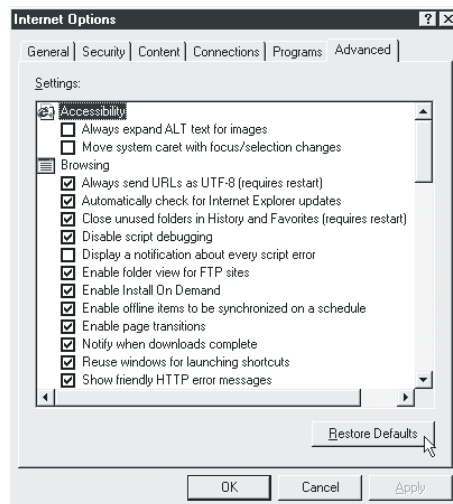 Internet Options
General Security Content Connections Programs Advanced
Settings:
Accessibility
Always expand ALT text for images
Move system caret with focus/selection changes
Browsing
Always send URLs as UTF-8 (requires restart)
Automatically check for Internet Explorer updates
Close unused folders in History and Favorites (requires restart)
Disable script debugging
Display a notification about every script error
Enable folder view for FTP sites
Enable Install On Demand
Enable offline items to be synchronized on a schedule
Enable page transitions
Notify when downloads complete
Reuse windows for launching shortcuts
Show friendly HTTP error messages
Restore Defaults
OK Cancel Apply